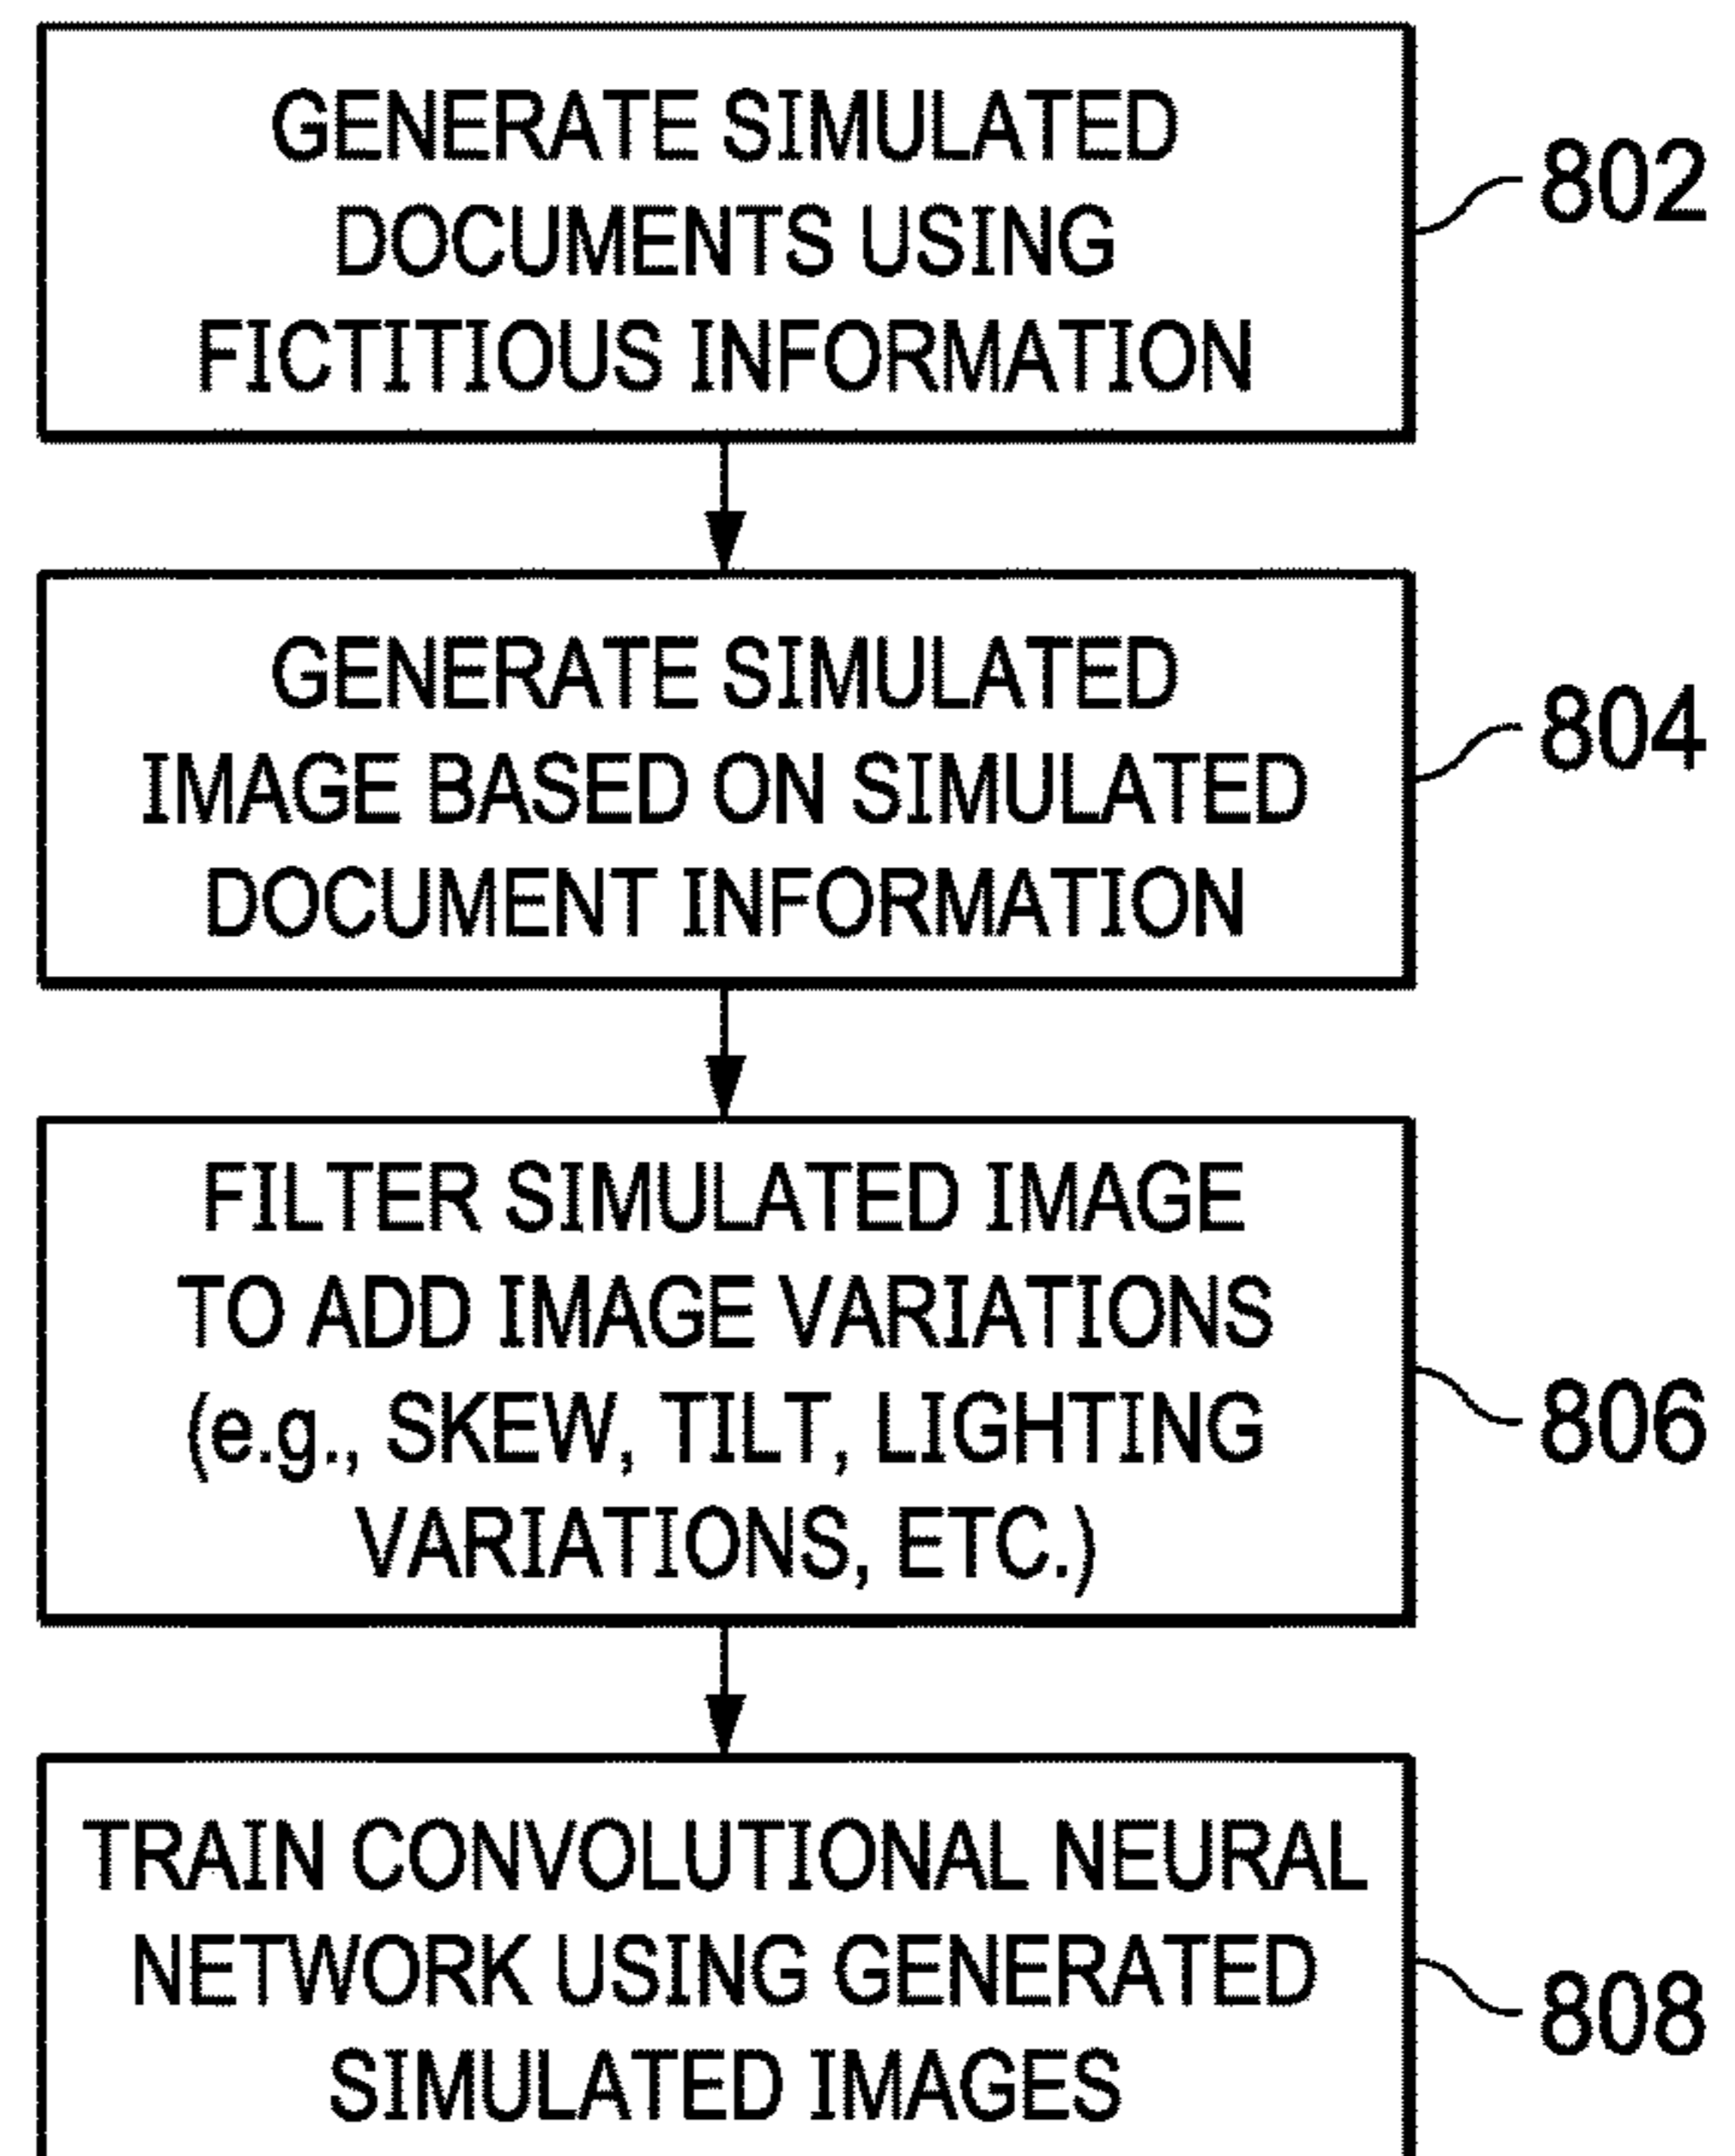 GENERATE SIMULATED
DOCUMENTS USING
FICTITIOUS INFORMATION
802
GENERATE SIMULATED
IMAGE BASED ON SIMULATED
DOCUMENT INFORMATION
804
FILTER SIMULATED IMAGE
TO ADD IMAGE VARIATIONS
(e.g., SKEW, TILT, LIGHTING
VARIATIONS, ETC.)
806
TRAIN CONVOLUTIONAL NEURAL
NETWORK USING GENERATED
SIMULATED IMAGES
808